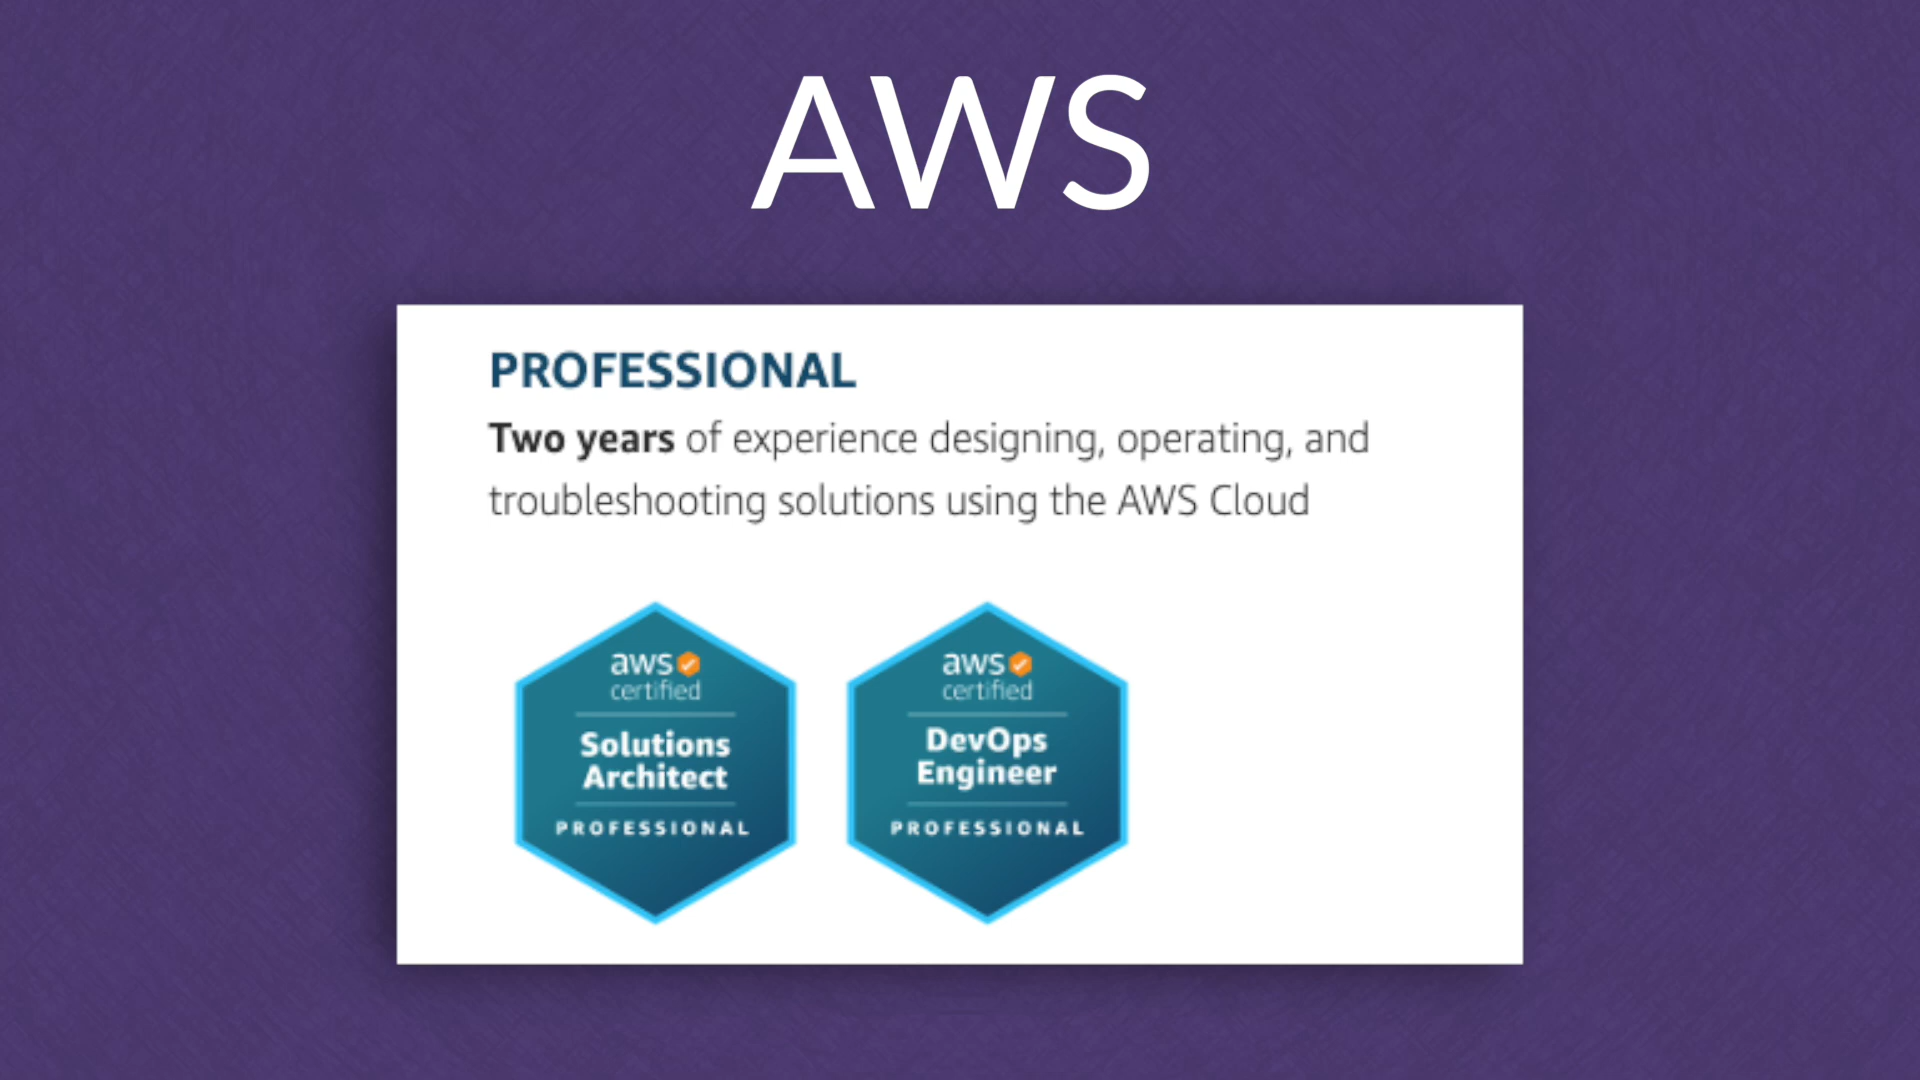 AWS
PROFESSIONAL
Two years of experience designing, operating, and
troubleshooting solutions using the AWS Cloud
aws
certified
Solutions
Architect
PROFESSIONAL
aws
certified
DevOps
Engineer
PROFESSIONAL